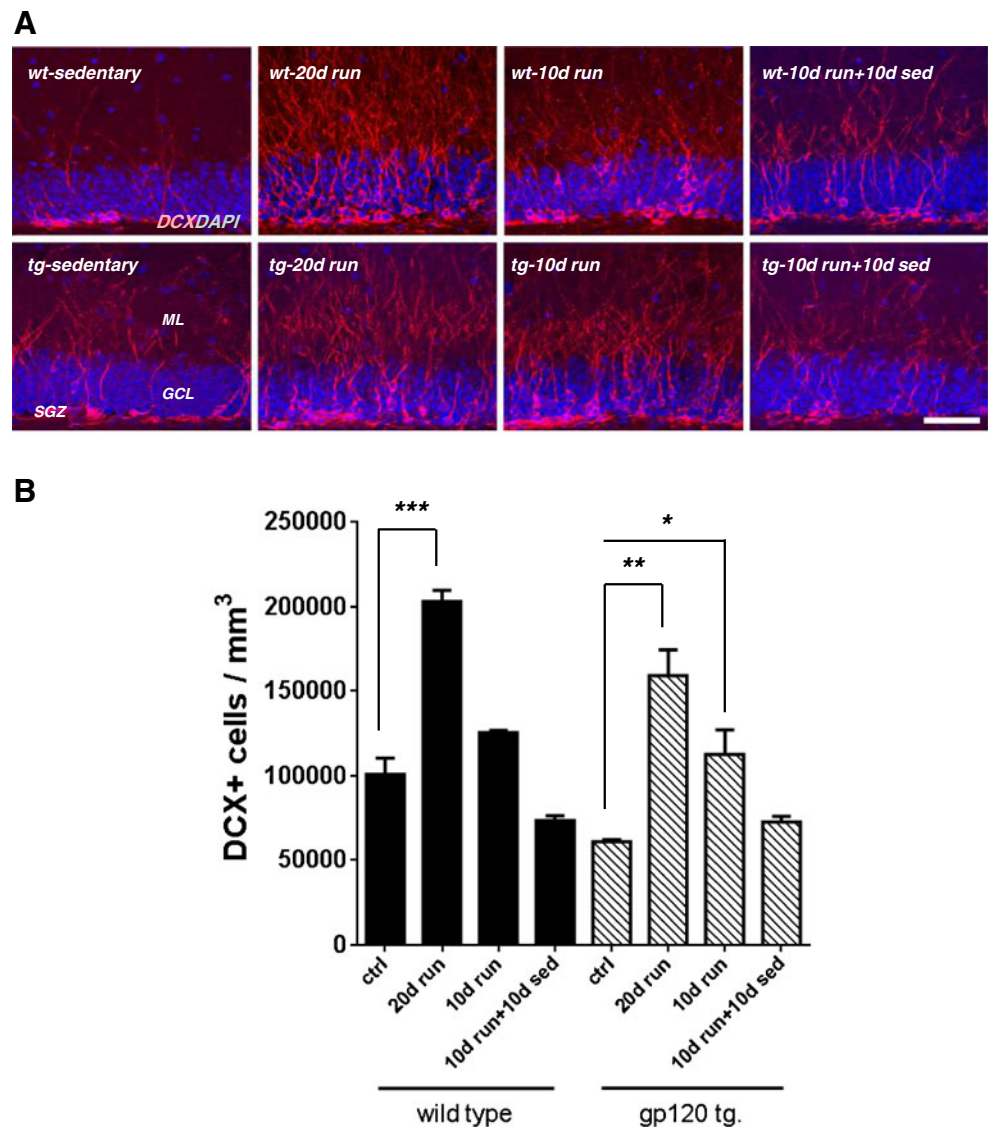 A
wt-sedentary
wt-20d run
wt-10d run
wt-10d run+10d sed
DCXDAPI
tg-sedentary
tg-20d run
tg-10d run
tg-10d run+10d sed
ML
GCL
SGZ
B
DCX+ cells / mm³
250000
200000
150000
100000
50000
0
***
*
**
ctrl
20d run
10d run
10d run+10d sed
ctrl
20d run
10d run
10d run+10d sed
wild type
gp120 tg.